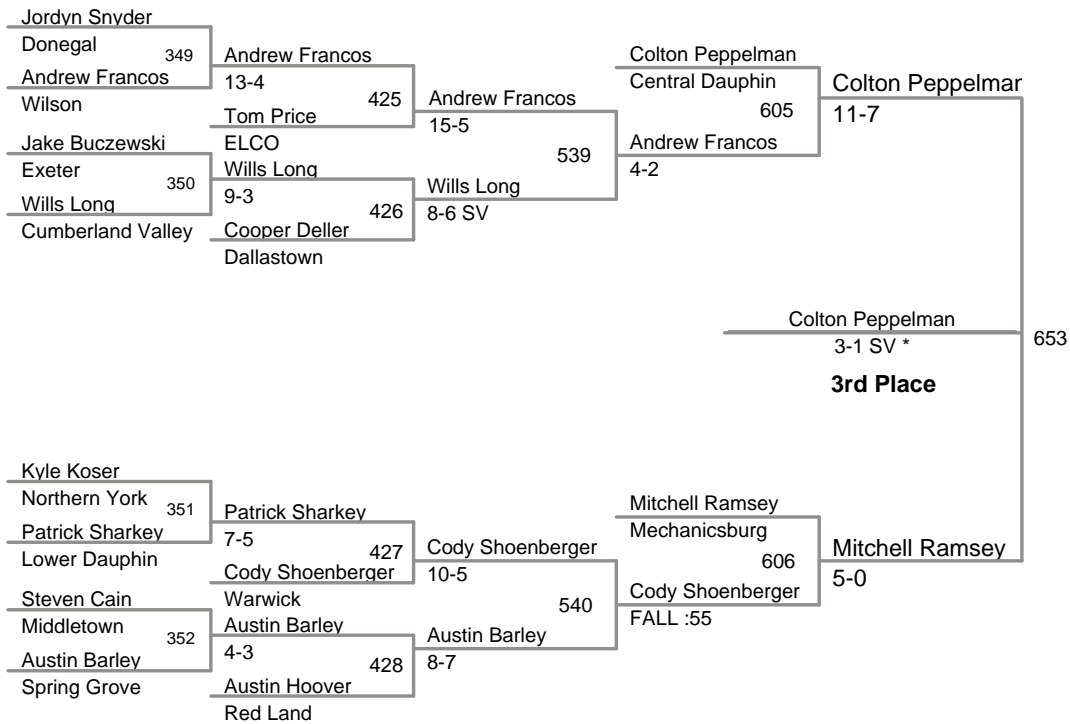 Jordyn Snyder
Donegal
349
Andrew Francos
Wilson
Andrew Francos
13-4
425
Tom Price
ELCO
Jake Buczewski
Exeter
350
Wills Long
Cumberland Valley
Wills Long
9-3
426
Cooper Deller
Dallastown
Andrew Francos
15-5
539
Wills Long
8-6 SV
Colton Peppelman
Central Dauphin
605
Andrew Francos
4-2
Colton Peppelmar
11-7
Colton Peppelman
3-1 SV *
653
3rd Place
Kyle Koser
Northern York
351
Patrick Sharkey
Lower Dauphin
Patrick Sharkey
7-5
427
Cody Shoenberger
Warwick
Steven Cain
Middletown
352
Austin Barley
Spring Grove
Austin Barley
4-3
428
Austin Hoover
Red Land
Cody Shoenberger
10-5
540
Austin Barley
8-7
Mitchell Ramsey
Mechanicsburg
606
Cody Shoenberger
FALL :55
Mitchell Ramsey
5-0